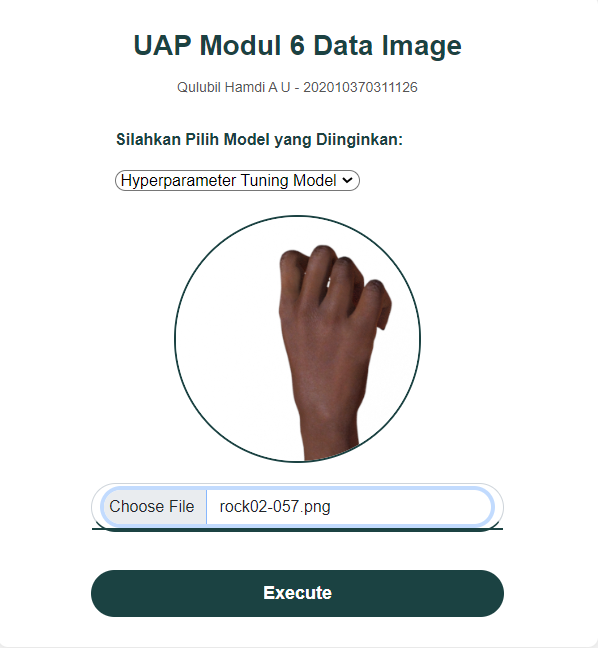 UAP Modul 6 Data Image
Qulubil Hamdi A U - 202010370311126
Silahkan Pilih Model yang Diinginkan:
Hyperparameter Tuning Model
Choose File rock02-057.png
Execute